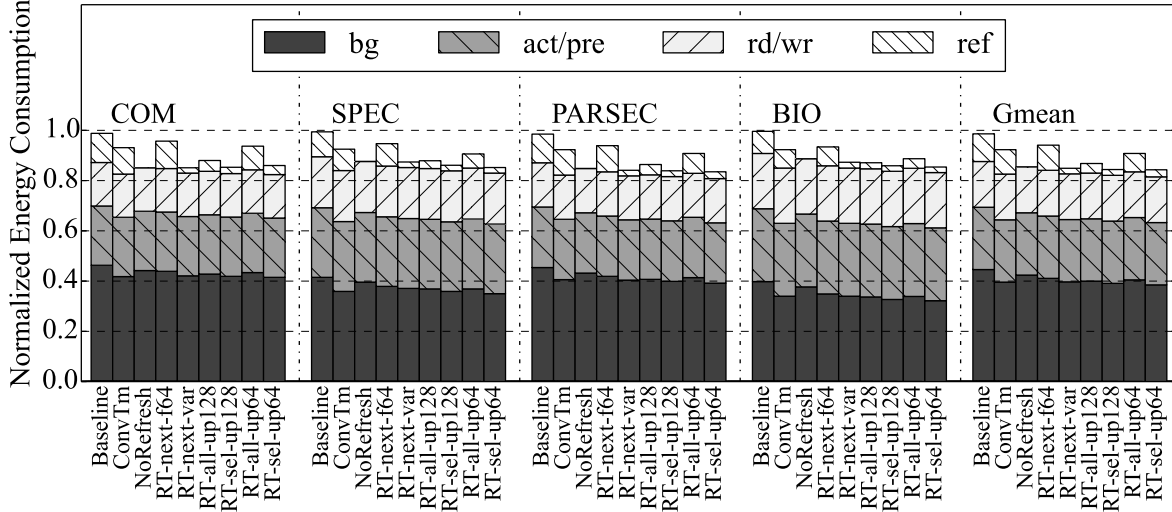 Normalized Energy Consumption
bg act/pre rd/wr ref
COM SPEC PARSEC BIO Gmean
1.0
0.8
0.6
0.4
0.2
0.0
Baseline
ConvTm
NoRefresh
RT-next-f64
RT-next-var
RT-all-up128
RT-sel-up128
RT-all-up64
RT-sel-up64
Baseline
ConvTm
NoRefresh
RT-next-f64
RT-next-var
RT-all-up128
RT-sel-up128
RT-all-up64
RT-sel-up64
Baseline
ConvTm
NoRefresh
RT-next-f64
RT-next-var
RT-all-up128
RT-sel-up128
RT-all-up64
RT-sel-up64
Baseline
ConvTm
NoRefresh
RT-next-f64
RT-next-var
RT-all-up128
RT-sel-up128
RT-all-up64
RT-sel-up64
Baseline
ConvTm
NoRefresh
RT-next-f64
RT-next-var
RT-all-up128
RT-sel-up128
RT-all-up64
RT-sel-up64